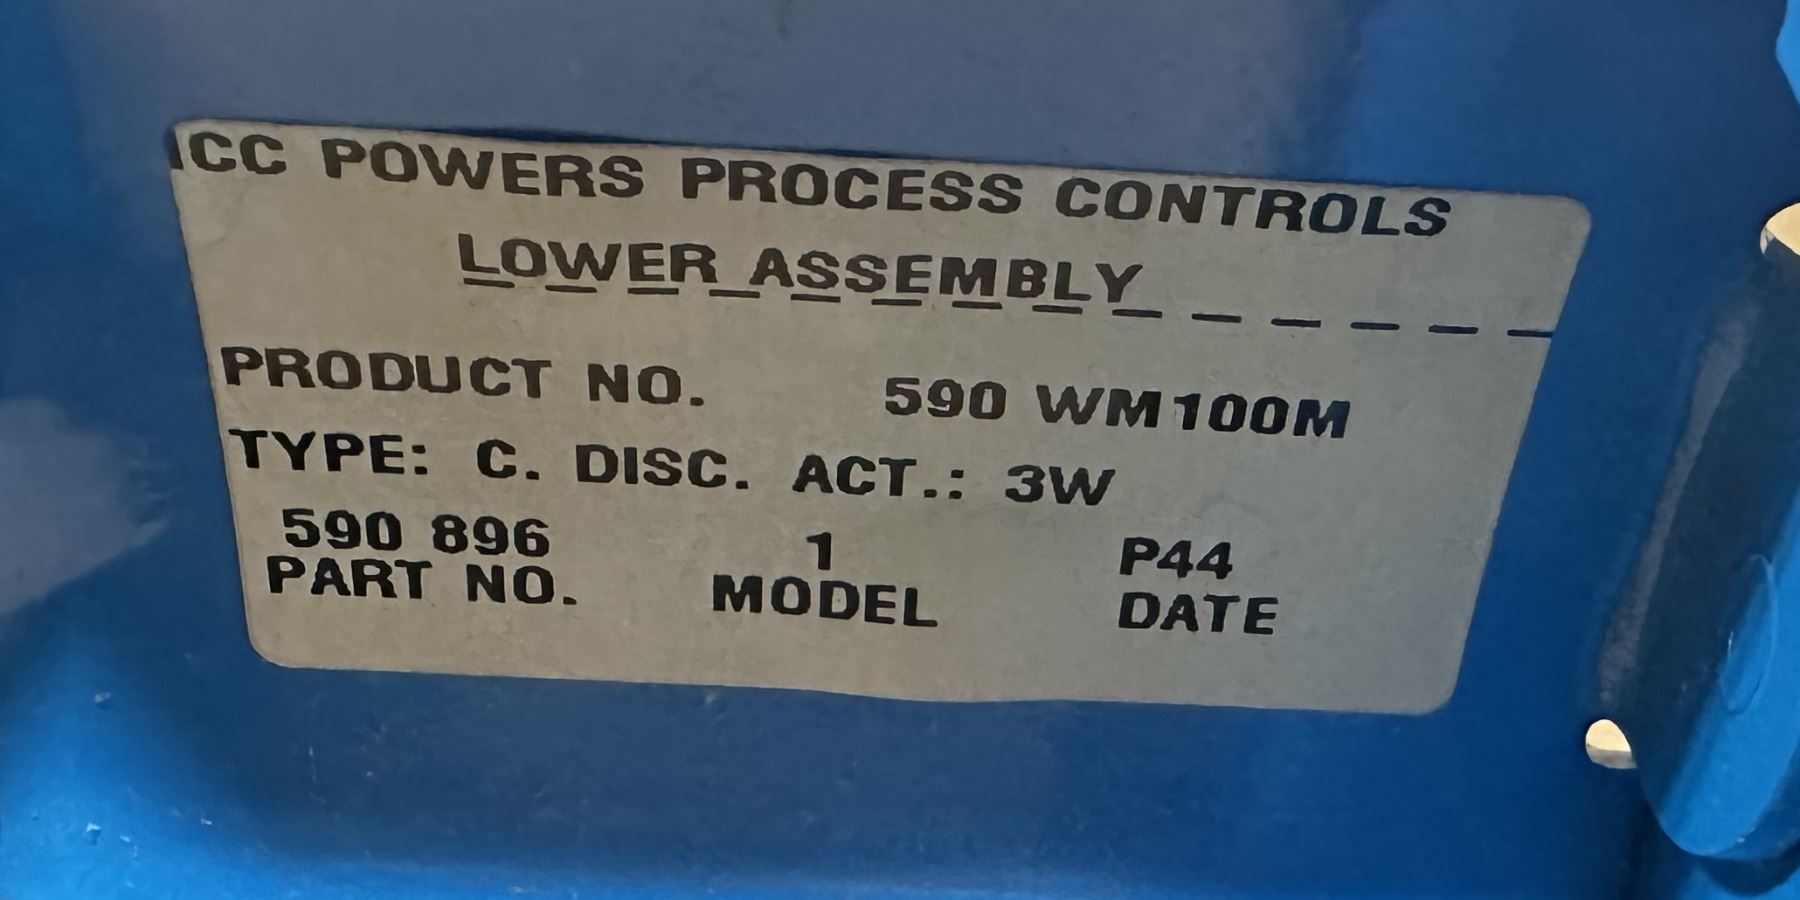 ICC POWERS PROCESS CONTROLS
LOWER ASSEMBLY
PRODUCT NO. 590 WM100M
TYPE: C. DISC. ACT.: 3W
590 896 1 P44
PART NO. MODEL DATE